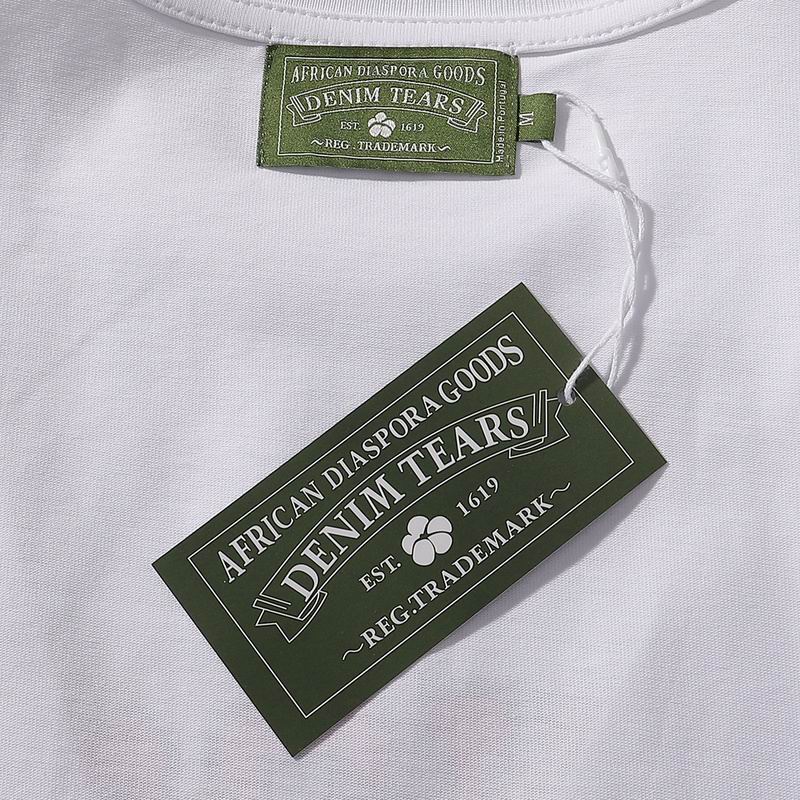 AFRICAN DIASPORA GOODS
DENIM TEARS
EST. 1619
~REG.TRADEMARK~
Made in Portugal
M
AFRICAN DIASPORA GOODS
DENIM TEARS
EST. 1619
~REG.TRADEMARK~